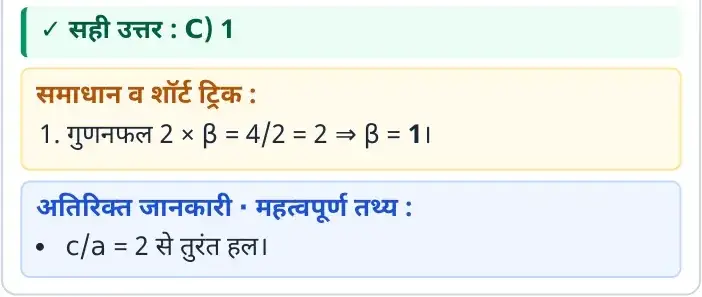 ✓ सही उत्तर : C) 1
समाधान व शॉर्ट ट्रिक :
1. गुणनफल 2 × β = 4/2 = 2 ⇒ β = 1।
अतिरिक्त जानकारी · महत्वपूर्ण तथ्य :
• c/a = 2 से तुरंत हल।